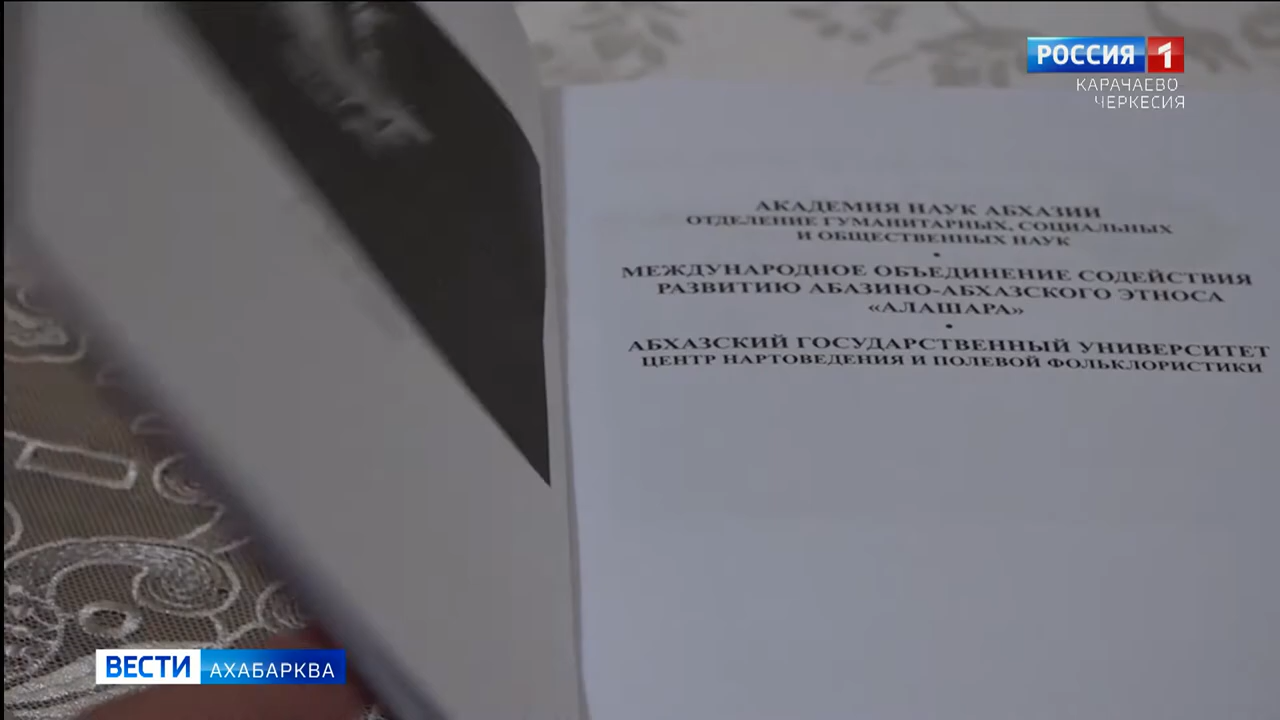 РОССИЯ 1
КАРАЧАЕВО
ЧЕРКЕСИЯ
АКАДЕМИЯ НАУК АБХАЗИИ
ОТДЕЛЕНИЕ ГУМАНИТАРНЫХ, СОЦИАЛЬНЫХ
И ОБЩЕСТВЕННЫХ НАУК
•
МЕЖДУНАРОДНОЕ ОБЪЕДИНЕНИЕ СОДЕЙСТВИЯ
РАЗВИТИЮ АБАЗИНО-АБХАЗСКОГО ЭТНОСА
«АЛАШАРА»
•
АБХАЗСКИЙ ГОСУДАРСТВЕННЫЙ УНИВЕРСИТЕТ
ЦЕНТР НАРТОВЕДЕНИЯ И ПОЛЕВОЙ ФОЛЬКЛОРИСТИКИ
ВЕСТИ АХАБАРКВА